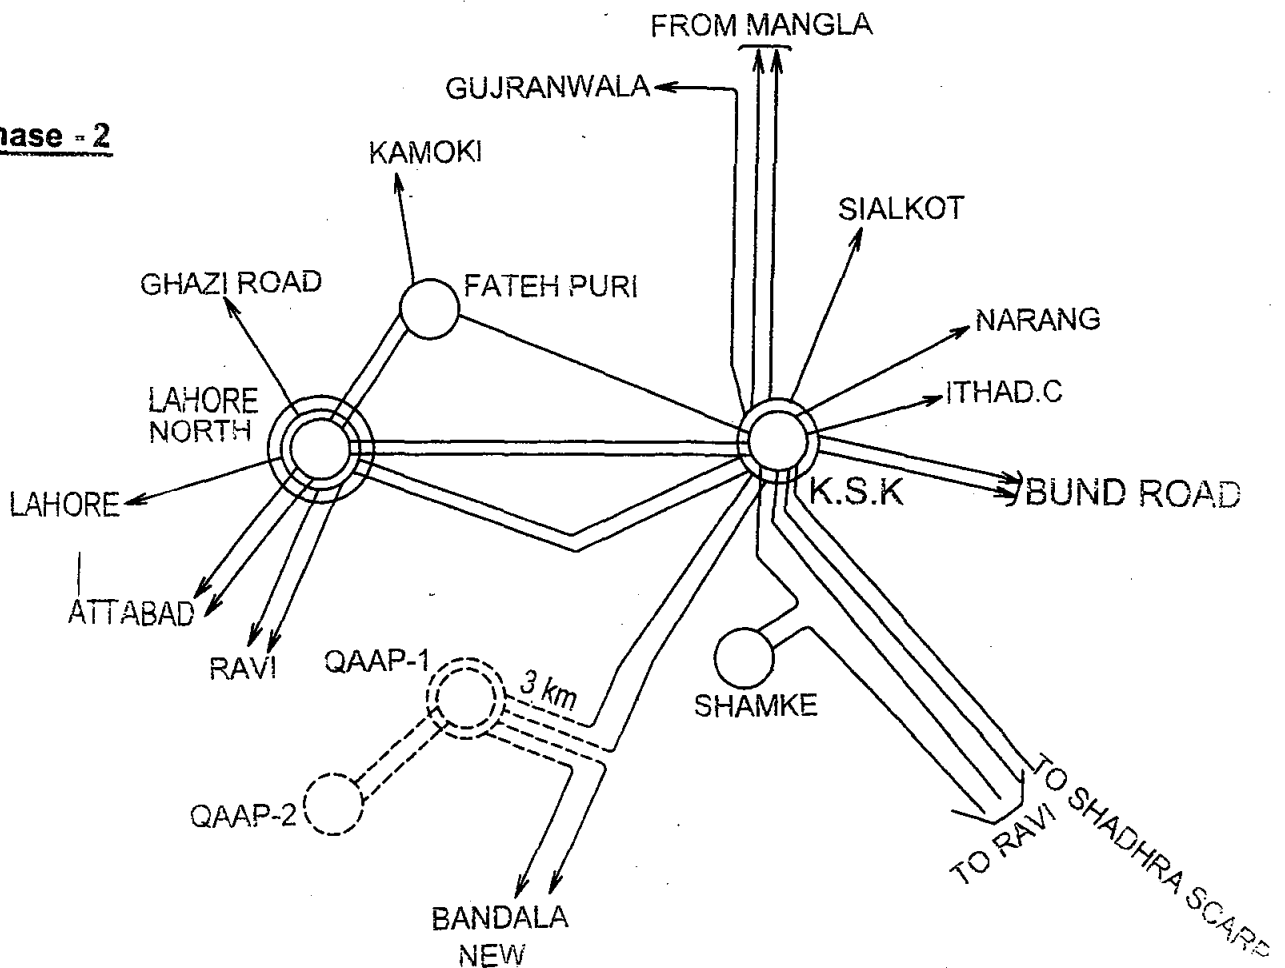 FROM MANGLA
GUJRANWALA
hase - 2
KAMOKI
SIALKOT
GHAZI ROAD
FATEH PURI
NARANG
ITHAD.C
LAHORE
NORTH
K.S.K
BUND ROAD
LAHORE
ATTABAD
RAVI
QAAP-1
3 km
SHAMKE
QAAP-2
TO SHADHRA SCARP
TO RAVI
BANDALA
NEW